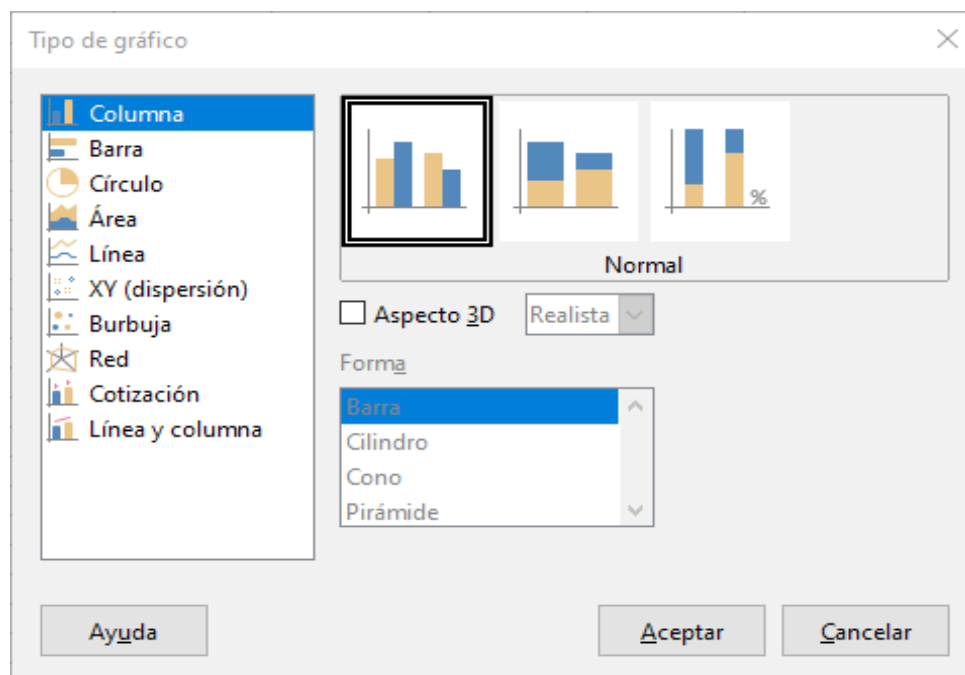 Tipo de gráfico
Columna
Barra
Círculo
Área
Línea
XY (dispersión)
Burbuja
Red
Cotización
Línea y columna
%
Normal
Aspecto 3D
Realista
Forma
Barra
Cilindro
Cono
Pirámide
Ayuda
Aceptar
Cancelar